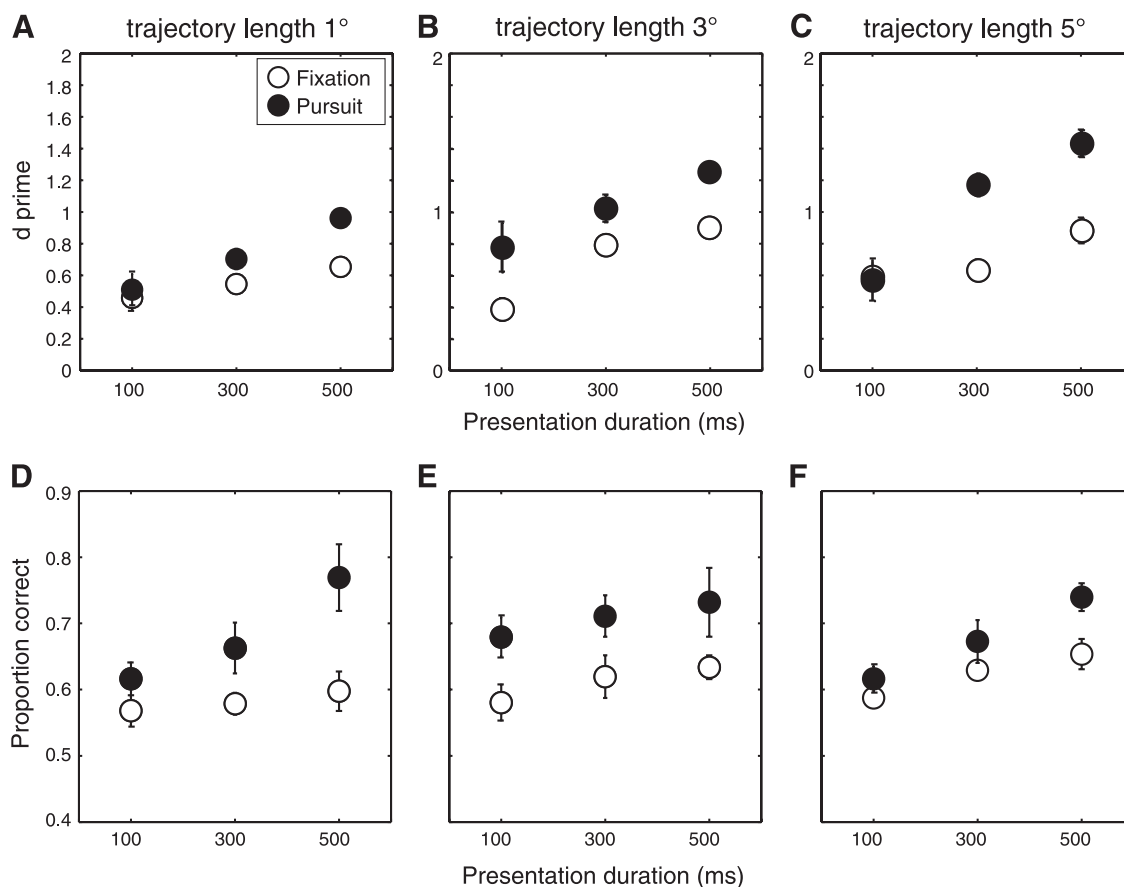 A trajectory length 1° B trajectory length 3° C trajectory length 5°
2
1.8
1.6
1.4
1.2
1
0.8
0.6
0.4
0.2
0
d prime
Fixation
Pursuit
100 300 500
2
1
0
100 300 500
2
1
0
100 300 500
Presentation duration (ms)
D E F
0.9
0.8
0.7
0.6
0.5
0.4
Proportion correct
100 300 500
100 300 500
100 300 500
Presentation duration (ms)